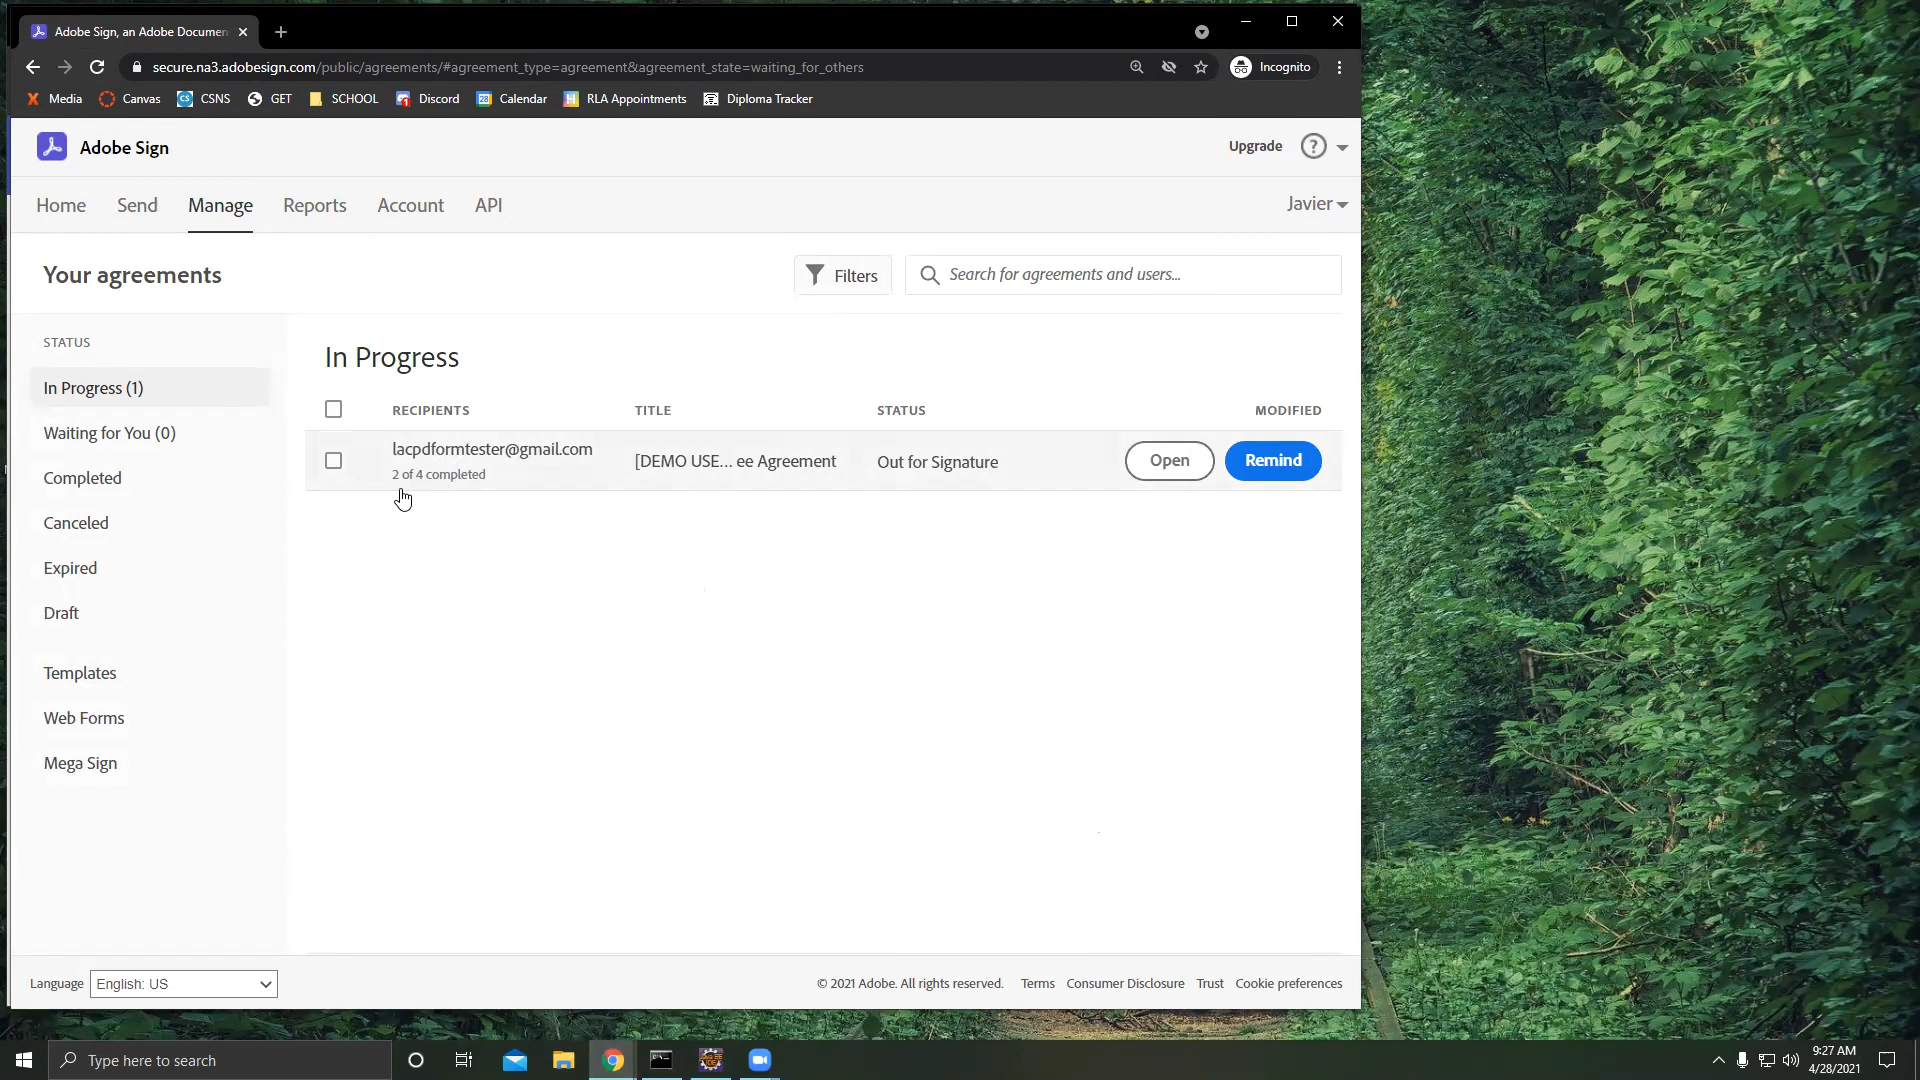 Adobe Sign, an Adobe Documen
secure.na3.adobesign.com/public/agreements/#agreement_type=agreement&agreement_state=waiting_for_others
Incognito
Media
Canvas
CSNS
GET
SCHOOL
Discord
Calendar
RLA Appointments
Diploma Tracker
Adobe Sign
Upgrade
Home
Send
Manage
Reports
Account
API
Javier
Your agreements
Filters
Search for agreements and users...
STATUS
In Progress (1)
Waiting for You (0)
Completed
Canceled
Expired
Draft
Templates
Web Forms
Mega Sign
In Progress
RECIPIENTS
TITLE
STATUS
MODIFIED
lacpdformtester@gmail.com
2 of 4 completed
[DEMO USE... ee Agreement
Out for Signature
Open
Remind
Language
English: US
© 2021 Adobe. All rights reserved.
Terms
Consumer Disclosure
Trust
Cookie preferences
Type here to search
9:27 AM
4/28/2021